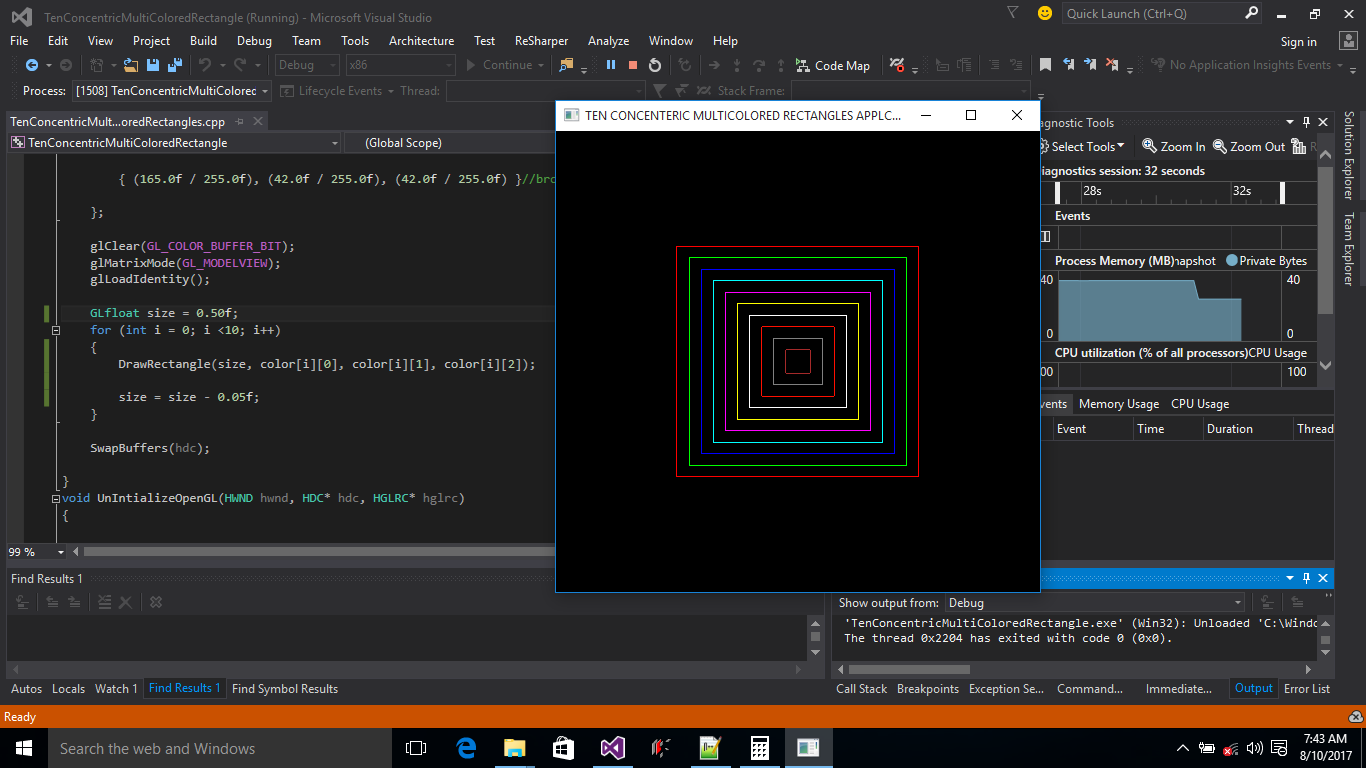 TenConcentricMultiColoredRectangle (Running) - Microsoft Visual Studio
Quick Launch (Ctrl+Q)
File Edit View Project Build Debug Team Tools Architecture Test ReSharper Analyze Window Help
Sign in
Debug x86 Continue Code Map No Application Insights Events
Process: [1508] TenConcentricMultiColorec Lifecycle Events Thread: Stack Frame:
TenConcentricMult...oredRectangles.cpp
TenConcentricMultiColoredRectangle (Global Scope)
{ (165.0f / 255.0f), (42.0f / 255.0f), (42.0f / 255.0f) }//brc
};
glClear(GL_COLOR_BUFFER_BIT);
glMatrixMode(GL_MODELVIEW);
glLoadIdentity();
GLfloat size = 0.50f;
for (int i = 0; i <10; i++)
{
DrawRectangle(size, color[i][0], color[i][1], color[i][2]);
size = size - 0.05f;
}
SwapBuffers(hdc);
}
void UnIntializeOpenGL(HWND hwnd, HDC* hdc, HGLRC* hglrc)
{
99 %
TEN CONCENTERIC MULTICOLORED RECTANGLES APPLC...
agnostic Tools
Select Tools Zoom In Zoom Out
iagnostics session: 32 seconds
28s 32s
Events
Process Memory (MB) napshot Private Bytes
40 40
0 0
CPU utilization (% of all processors) CPU Usage
00 100
vents Memory Usage CPU Usage
Event Time Duration Thread
Solution Explorer
Team Explorer
Find Results 1
Autos Locals Watch 1 Find Results 1 Find Symbol Results
Show output from: Debug
'TenConcentricMultiColoredRectangle.exe' (Win32): Unloaded 'C:\Windo
The thread 0x2204 has exited with code 0 (0x0).
Call Stack Breakpoints Exception Se... Command... Immediate... Output Error List
Ready
Search the web and Windows
7:43 AM
8/10/2017